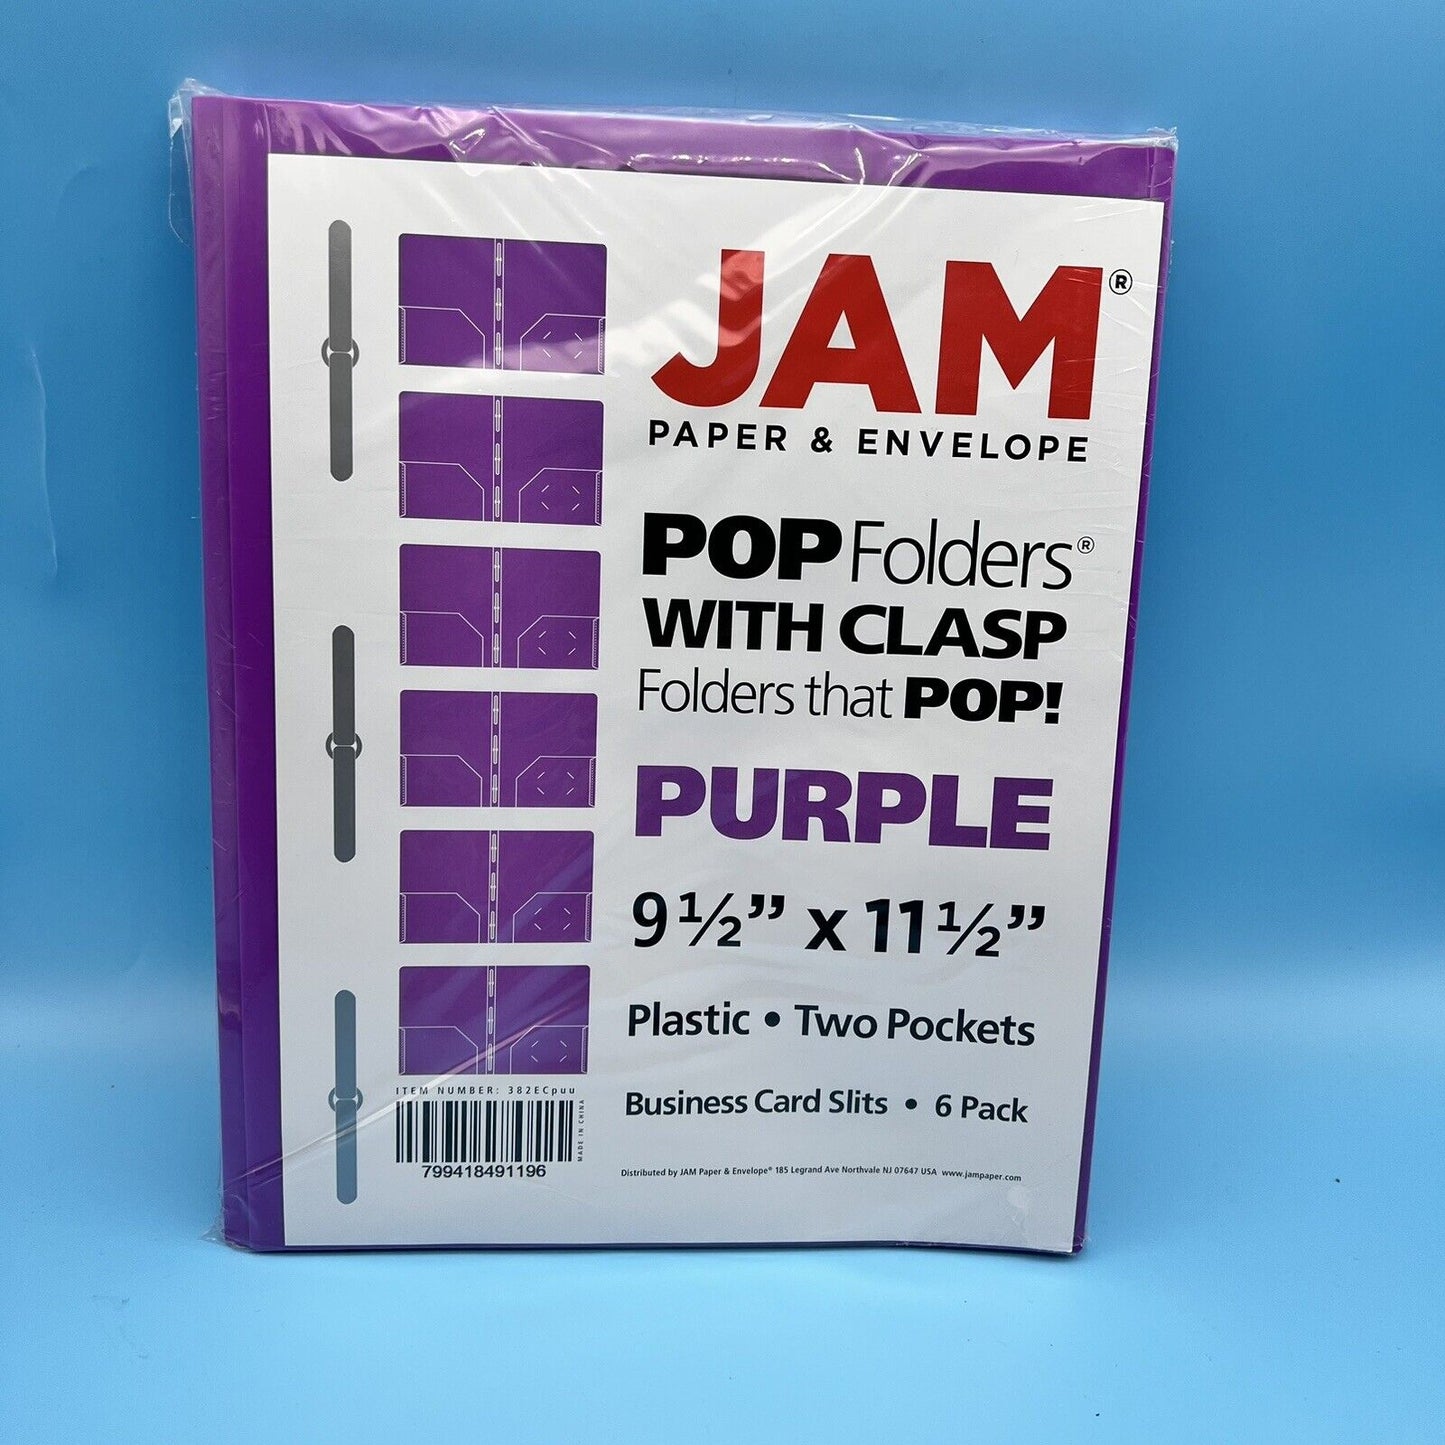 JAM®
PAPER & ENVELOPE
POP Folders®
WITH CLASP
Folders that POP!
PURPLE
9 ½” x 11 ½”
Plastic • Two Pockets
Business Card Slits • 6 Pack
ITEM NUMBER: 382ECpuu
MADE IN CHINA
799418491196
Distributed by JAM Paper & Envelope® 185 Legrand Ave Northvale NJ 07647 USA www.jampaper.com